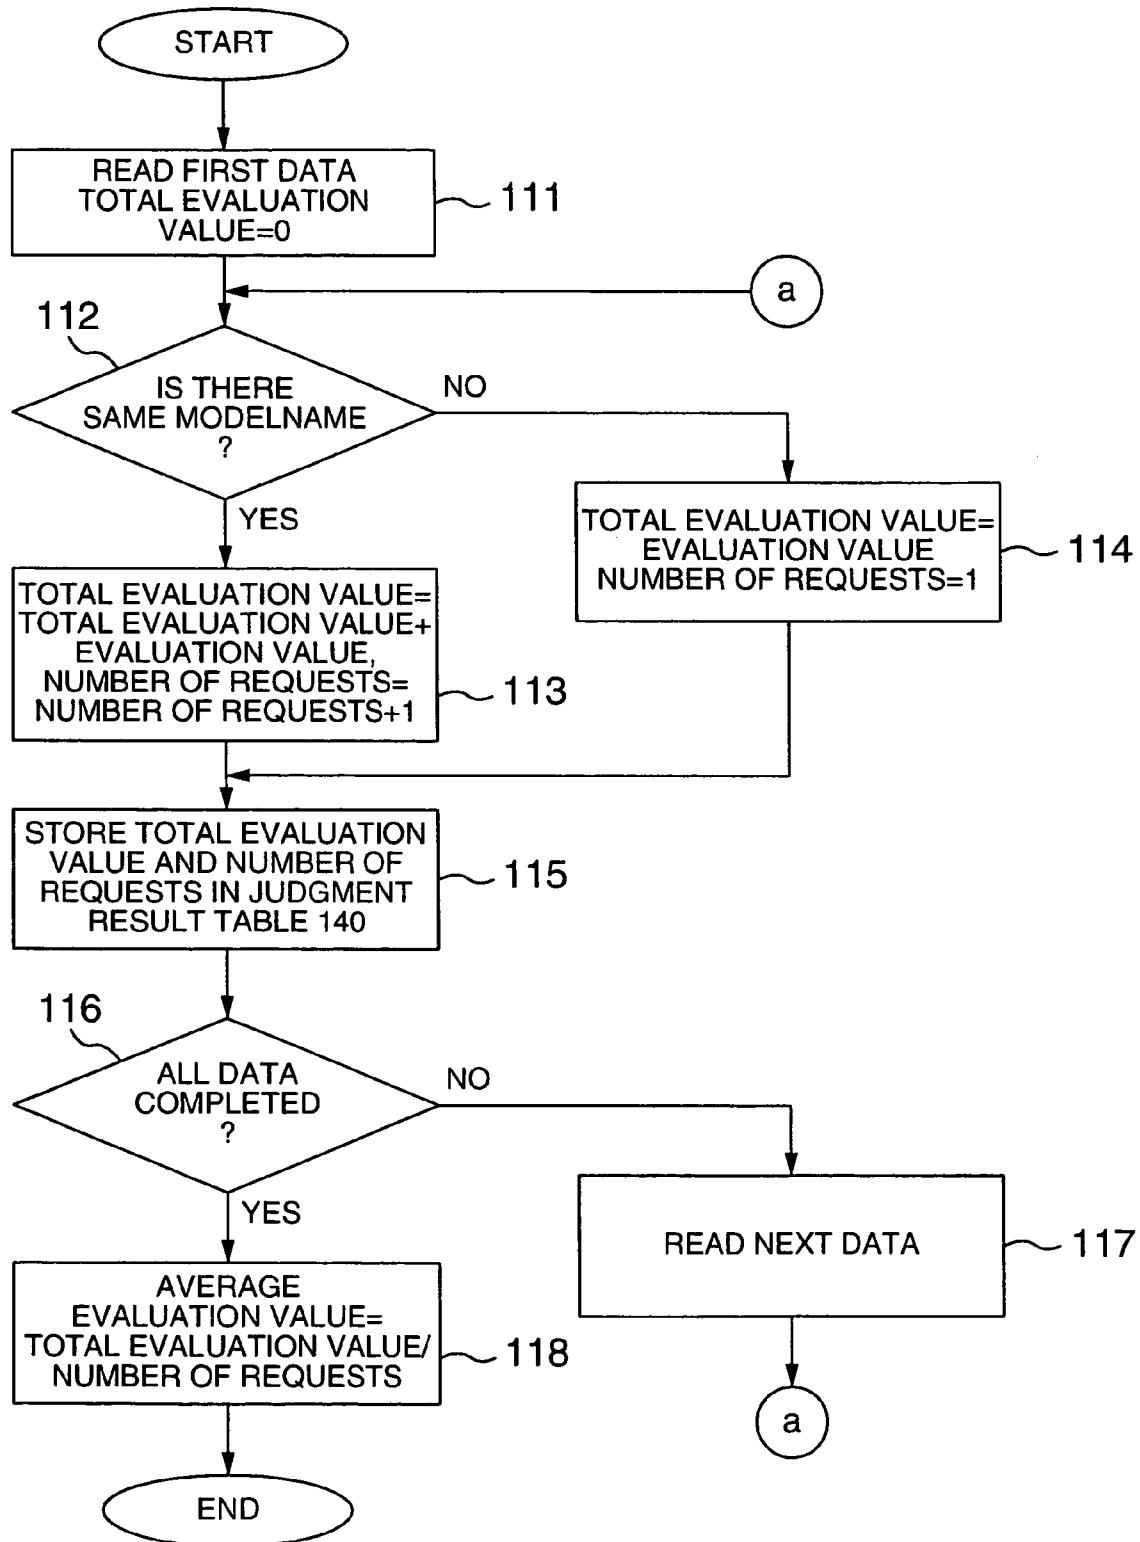 START
READ FIRST DATA
TOTAL EVALUATION
VALUE=0
111
a
112
IS THERE
SAME MODELNAME
?
NO
YES
TOTAL EVALUATION VALUE=
EVALUATION VALUE
NUMBER OF REQUESTS=1
114
TOTAL EVALUATION VALUE=
TOTAL EVALUATION VALUE+
EVALUATION VALUE,
NUMBER OF REQUESTS=
NUMBER OF REQUESTS+1
113
STORE TOTAL EVALUATION
VALUE AND NUMBER OF
REQUESTS IN JUDGMENT
RESULT TABLE 140
115
116
ALL DATA
COMPLETED
?
NO
YES
READ NEXT DATA
117
AVERAGE
EVALUATION VALUE=
TOTAL EVALUATION VALUE/
NUMBER OF REQUESTS
118
a
END